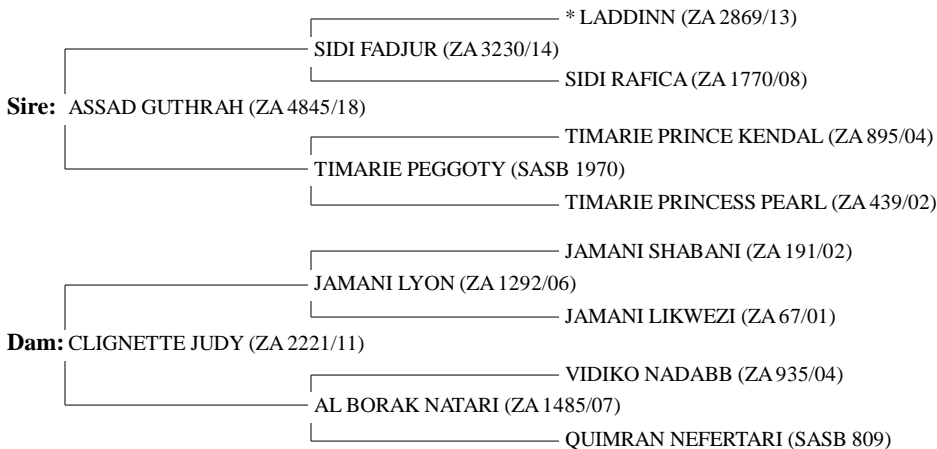 * LADDINN (ZA 2869/13)
SIDI FADJUR (ZA 3230/14)
SIDI RAFICA (ZA 1770/08)
Sire: ASSAD GUTHRAH (ZA 4845/18)
TIMARIE PRINCE KENDAL (ZA 895/04)
TIMARIE PEGGOTY (SASB 1970)
TIMARIE PRINCESS PEARL (ZA 439/02)
JAMANI SHABANI (ZA 191/02)
JAMANI LYON (ZA 1292/06)
JAMANI LIKWEZI (ZA 67/01)
Dam: CLIGNETTE JUDY (ZA 2221/11)
VIDIKO NADABB (ZA 935/04)
AL BORAK NATARI (ZA 1485/07)
QUIMRAN NEFERTARI (SASB 809)